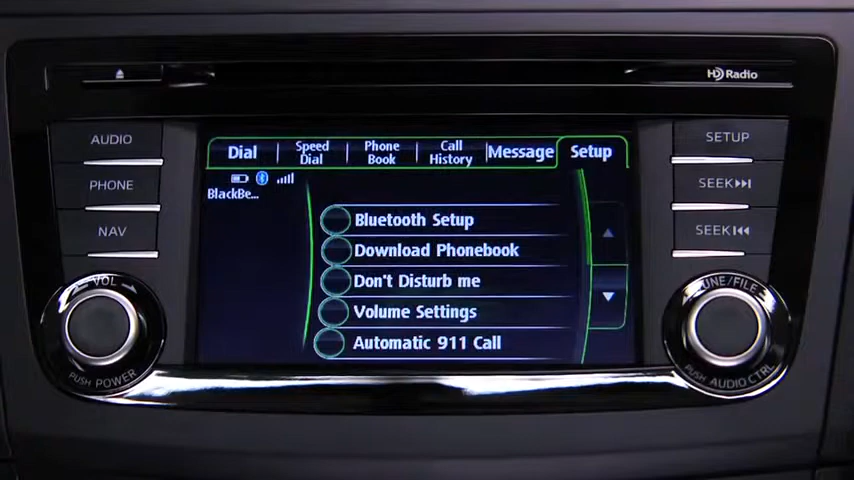 HD Radio
AUDIO
PHONE
NAV
VOL
PUSH POWER
Dial
Speed
Dial
Phone
Book
Call
History
Message
Setup
BlackBe...
Bluetooth Setup
Download Phonebook
Don't Disturb me
Volume Settings
Automatic 911 Call
SETUP
SEEK
SEEK
TUNE/FILE
PUSH AUDIO CTRL